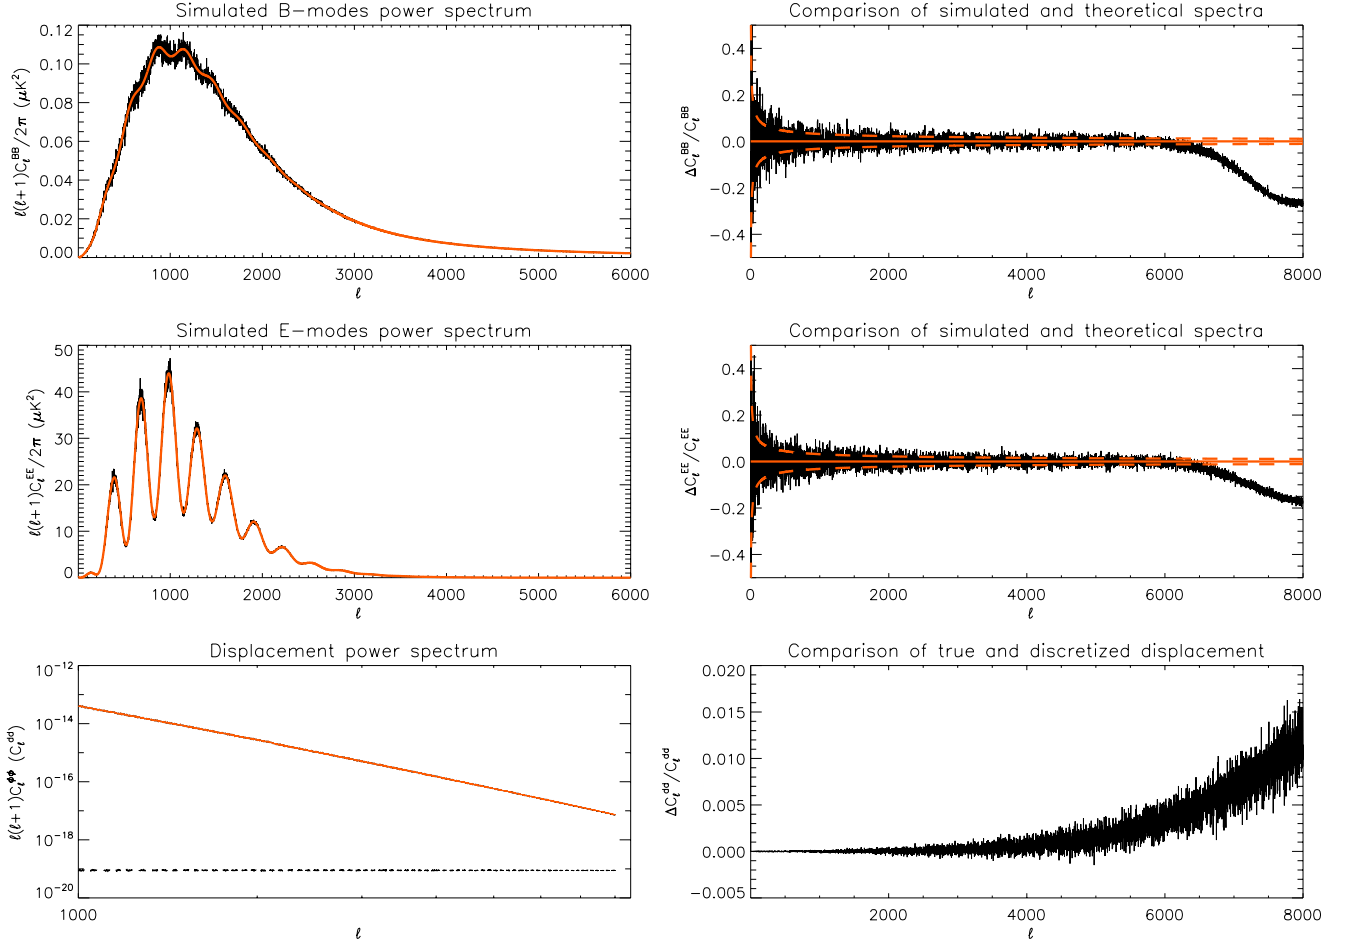 Simulated B−modes power spectrum
ℓ(ℓ+1)C_ℓ^BB/2π (μK²)
0.12
0.10
0.08
0.06
0.04
0.02
0.00
1000 2000 3000 4000 5000 6000
ℓ
Comparison of simulated and theoretical spectra
ΔC_ℓ^BB/C_ℓ^BB
0.4
0.2
0.0
−0.2
−0.4
0 2000 4000 6000 8000
ℓ
Simulated E−modes power spectrum
ℓ(ℓ+1)C_ℓ^EE/2π (μK²)
50
40
30
20
10
0
1000 2000 3000 4000 5000 6000
ℓ
Comparison of simulated and theoretical spectra
ΔC_ℓ^EE/C_ℓ^EE
0.4
0.2
0.0
−0.2
−0.4
0 2000 4000 6000 8000
ℓ
Displacement power spectrum
ℓ(ℓ+1)C_ℓ^ϕϕ (C_ℓ^dd)
10^−12
10^−14
10^−16
10^−18
10^−20
1000
ℓ
Comparison of true and discretized displacement
ΔC_ℓ^dd/C_ℓ^dd
0.020
0.015
0.010
0.005
0.000
−0.005
2000 4000 6000 8000
ℓ